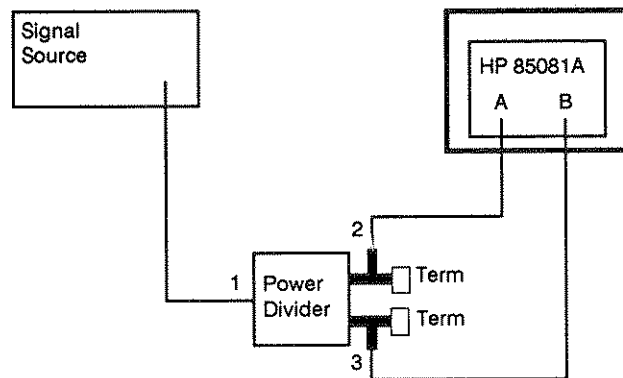 Signal
Source
HP 85081A
A B
2
1
Power
Divider
Term
Term
3